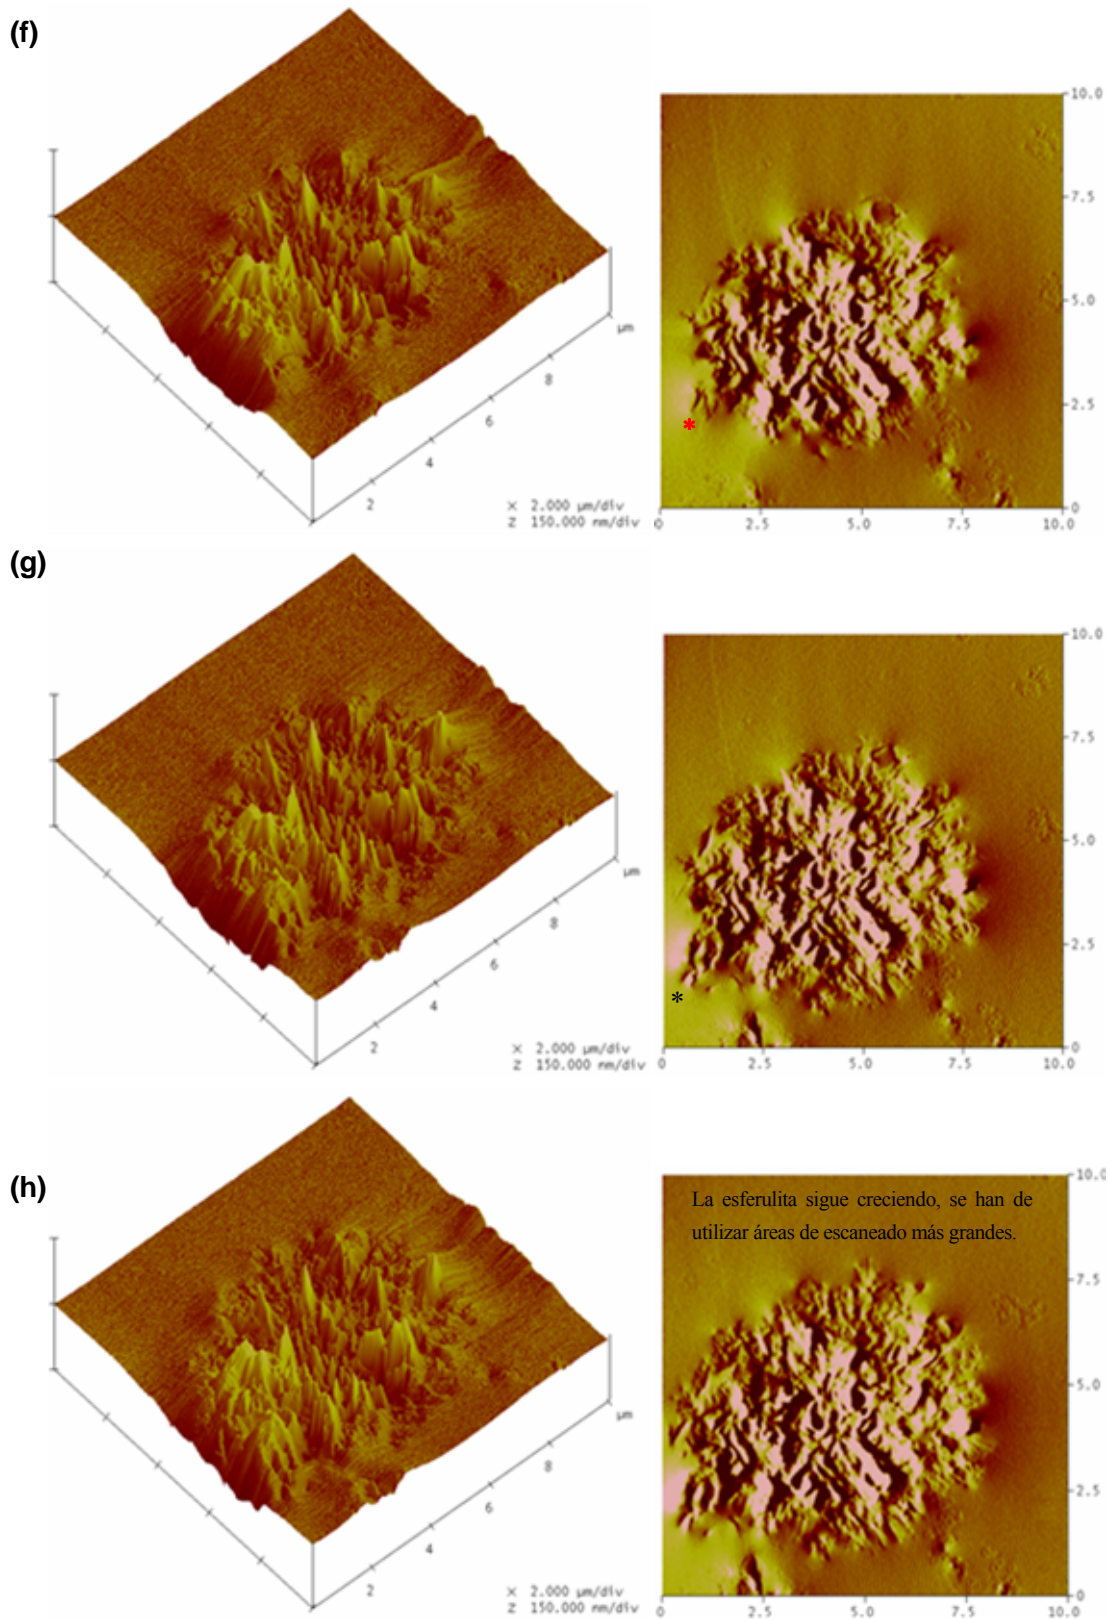 (f)
10.0
7.5
5.0
2.5
0
0 2.5 5.0 7.5 10.0
*
µm
8
6
4
2
X 2.000 µm/div
Z 150.000 nm/div
(g)
10.0
7.5
5.0
2.5
0
0 2.5 5.0 7.5 10.0
*
µm
8
6
4
2
X 2.000 µm/div
Z 150.000 nm/div
(h)
La esferulita sigue creciendo, se han de
utilizar áreas de escaneado más grandes.
10.0
7.5
5.0
2.5
0
0 2.5 5.0 7.5 10.0
µm
8
6
4
2
X 2.000 µm/div
Z 150.000 nm/div